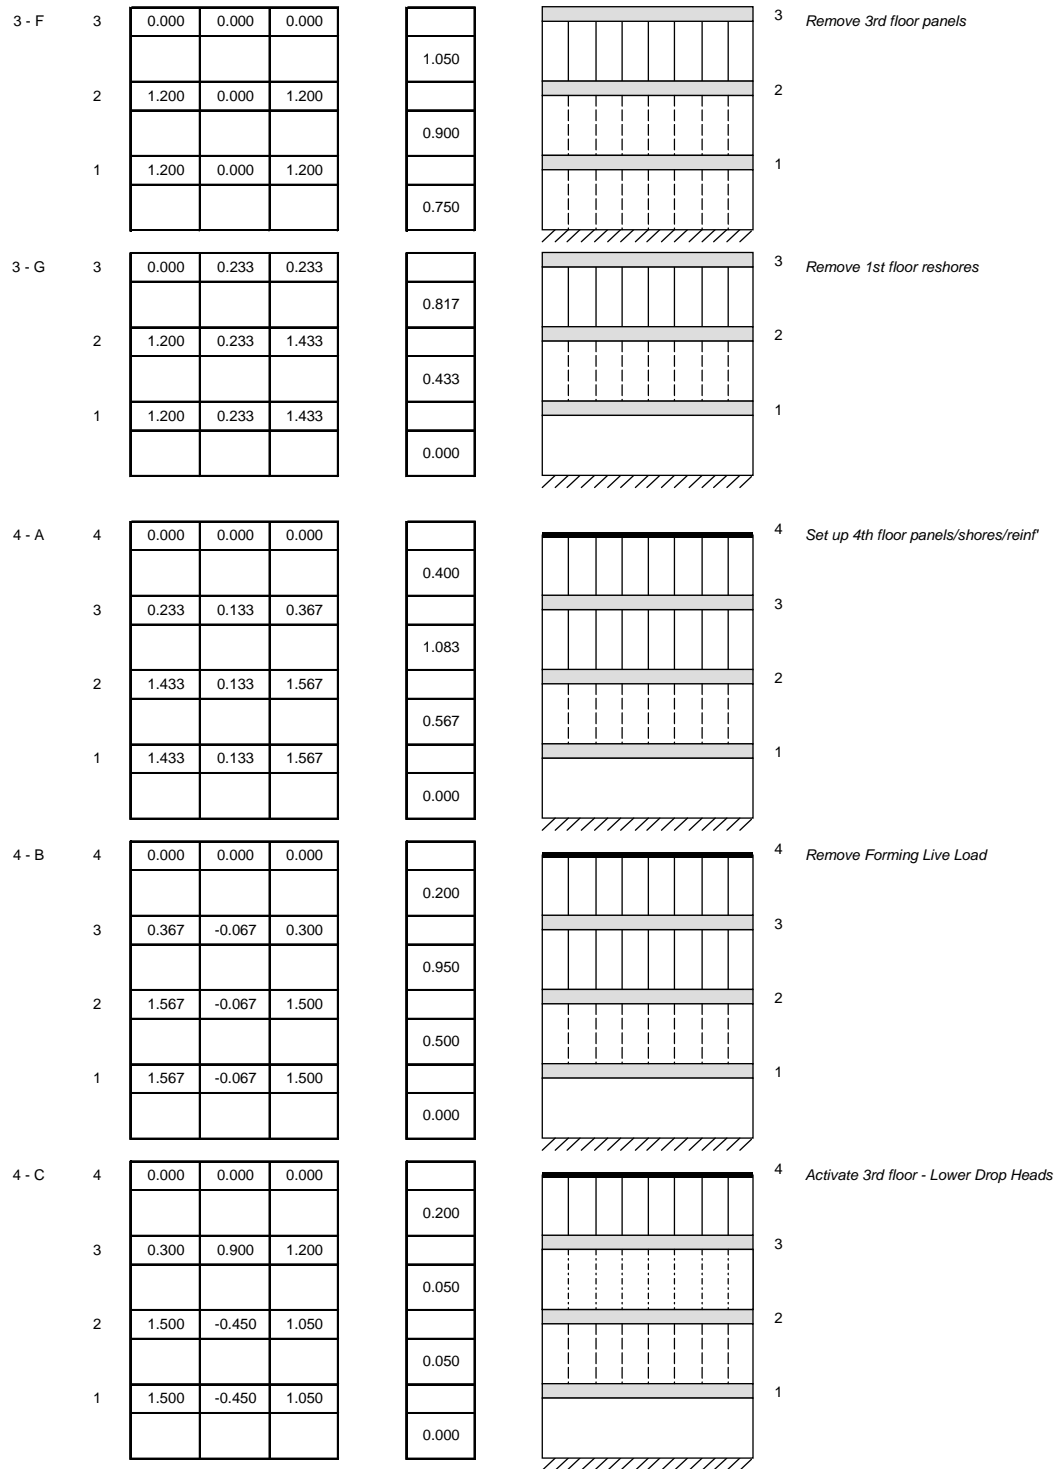 3 - F 3 0.000 0.000 0.000 3 Remove 3rd floor panels
1.050
2 1.200 0.000 1.200 2
0.900
1 1.200 0.000 1.200 1
0.750
3 - G 3 0.000 0.233 0.233 3 Remove 1st floor reshores
0.817
2 1.200 0.233 1.433 2
0.433
1 1.200 0.233 1.433 1
0.000
4 - A 4 0.000 0.000 0.000 4 Set up 4th floor panels/shores/reinf'
0.400
3 0.233 0.133 0.367 3
1.083
2 1.433 0.133 1.567 2
0.567
1 1.433 0.133 1.567 1
0.000
4 - B 4 0.000 0.000 0.000 4 Remove Forming Live Load
0.200
3 0.367 -0.067 0.300 3
0.950
2 1.567 -0.067 1.500 2
0.500
1 1.567 -0.067 1.500 1
0.000
4 - C 4 0.000 0.000 0.000 4 Activate 3rd floor - Lower Drop Heads
0.200
3 0.300 0.900 1.200 3
0.050
2 1.500 -0.450 1.050 2
0.050
1 1.500 -0.450 1.050 1
0.000